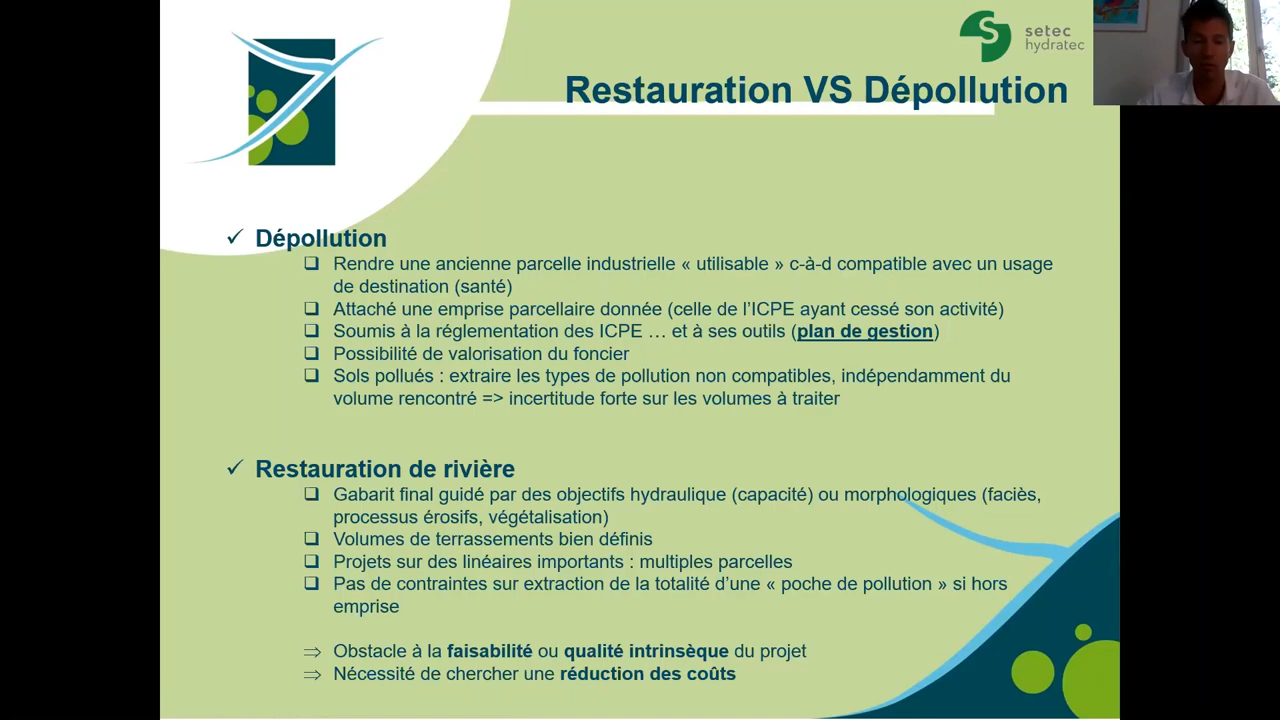 setec
hydratec
Restauration VS Dépollution
✓ Dépollution
❑ Rendre une ancienne parcelle industrielle « utilisable » c-à-d compatible avec un usage
de destination (santé)
❑ Attaché une emprise parcellaire donnée (celle de l’ICPE ayant cessé son activité)
❑ Soumis à la réglementation des ICPE … et à ses outils (plan de gestion)
❑ Possibilité de valorisation du foncier
❑ Sols pollués : extraire les types de pollution non compatibles, indépendamment du
volume rencontré => incertitude forte sur les volumes à traiter
✓ Restauration de rivière
❑ Gabarit final guidé par des objectifs hydraulique (capacité) ou morphologiques (faciès,
processus érosifs, végétalisation)
❑ Volumes de terrassements bien définis
❑ Projets sur des linéaires importants : multiples parcelles
❑ Pas de contraintes sur extraction de la totalité d’une « poche de pollution » si hors
emprise
⇒ Obstacle à la faisabilité ou qualité intrinsèque du projet
⇒ Nécessité de chercher une réduction des coûts